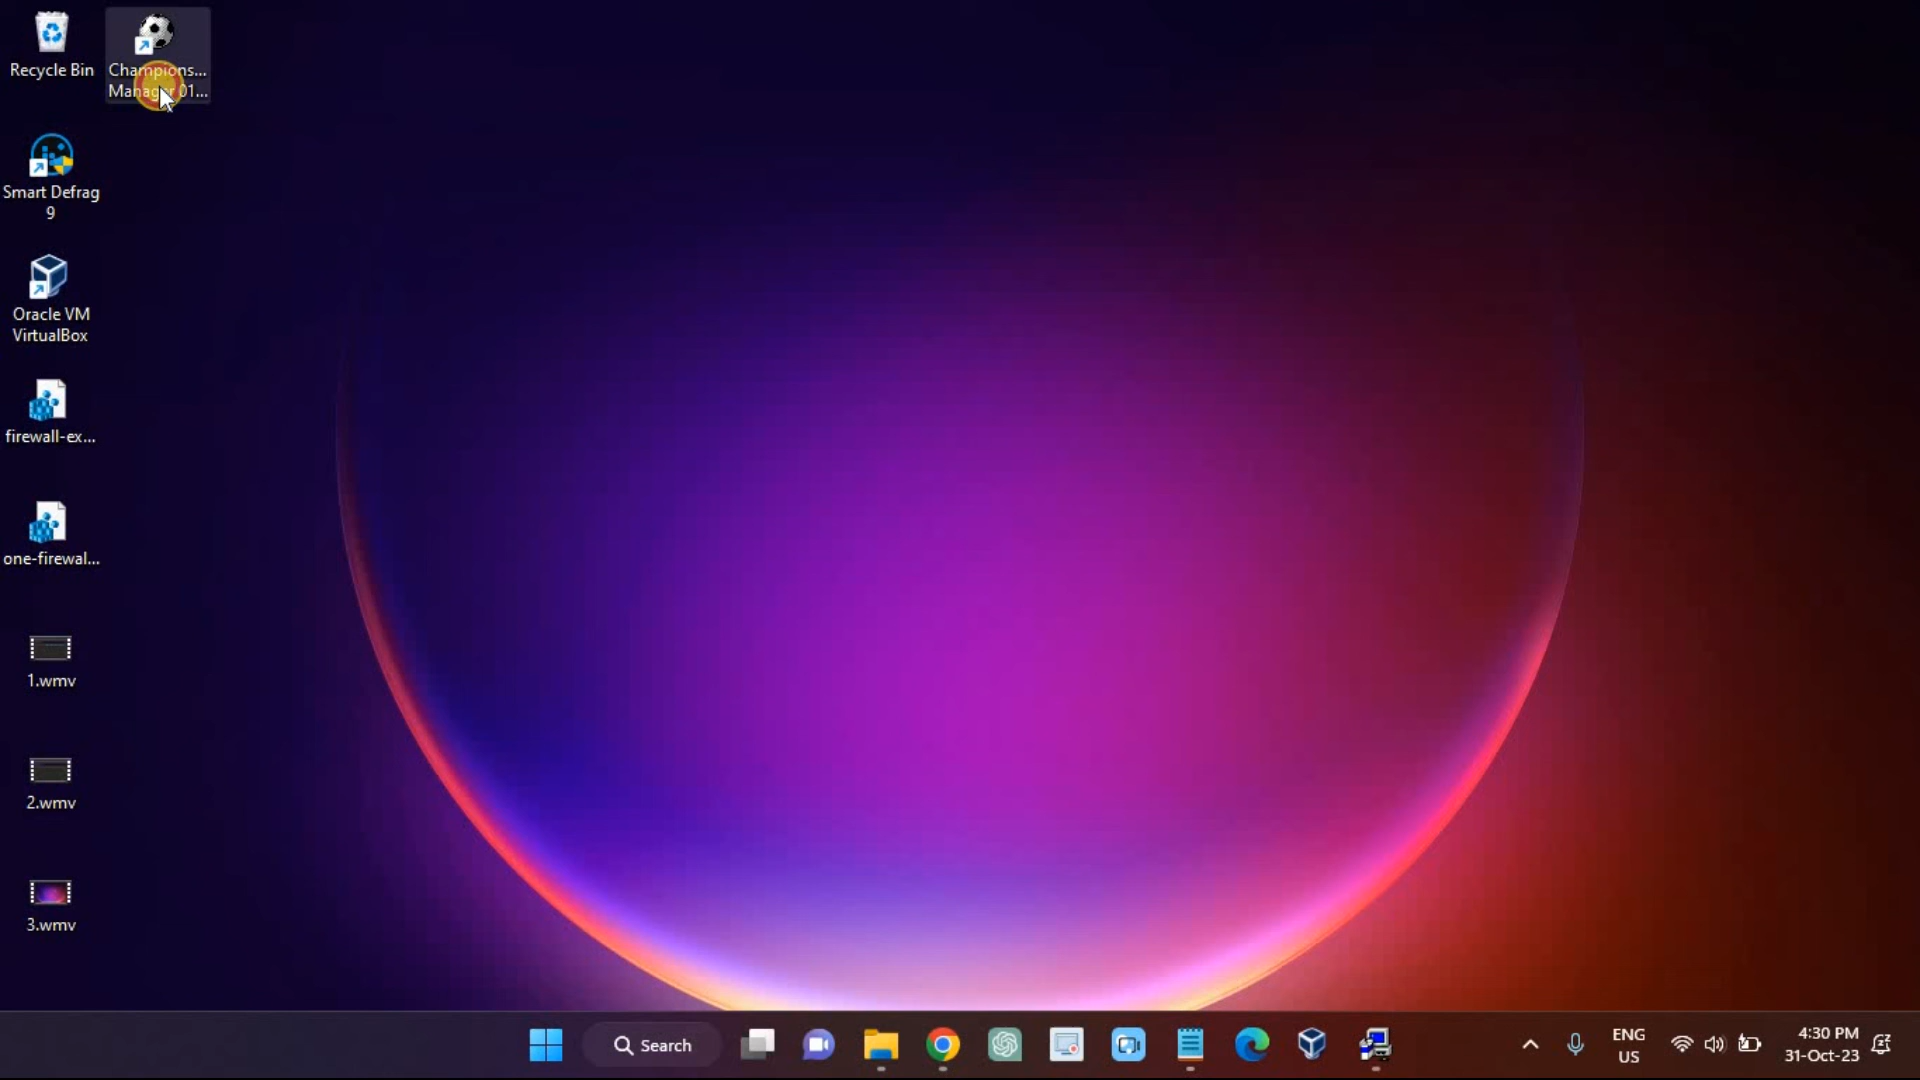 Recycle Bin
Champions...
Manager 01...
Smart Defrag
9
Oracle VM
VirtualBox
firewall-ex...
one-firewal...
1.wmv
2.wmv
3.wmv
Search
ENG
US
4:30 PM
31-Oct-23